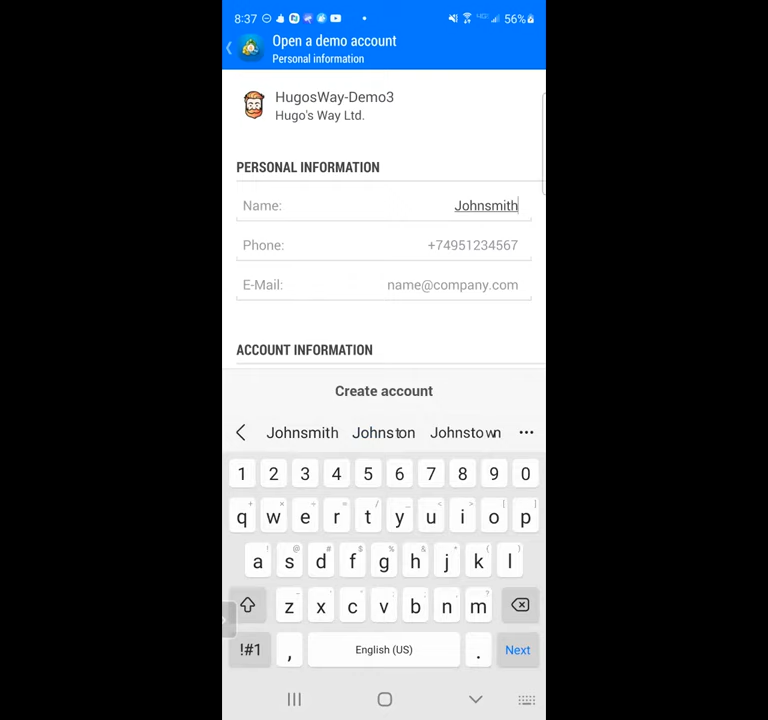 8:37 56%
Open a demo account
Personal information
HugosWay-Demo3
Hugo's Way Ltd.
PERSONAL INFORMATION
Name: Johnsmith
Phone: +74951234567
E-Mail: name@company.com
ACCOUNT INFORMATION
Create account
Johnsmith Johnston Johnstown ...
1 2 3 4 5 6 7 8 9 0
q w e r t y u i o p
a s d f g h j k l
z x c v b n m
!#1 , English (US) . Next